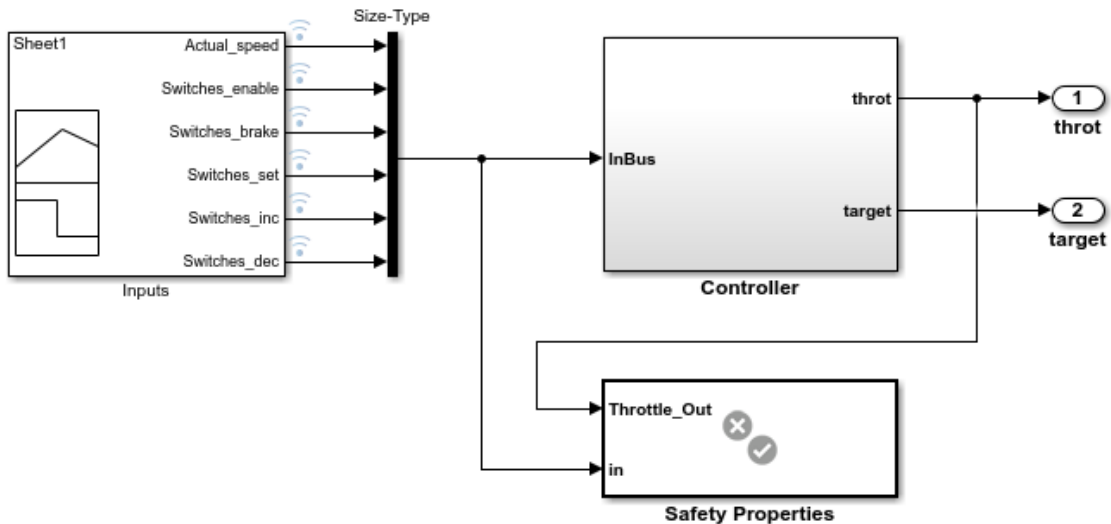 Size-Type
Sheet1
Actual_speed
Switches_enable
Switches_brake
Switches_set
Switches_inc
Switches_dec
Inputs
InBus
throt
target
Controller
1
throt
2
target
Throttle_Out
in
Safety Properties